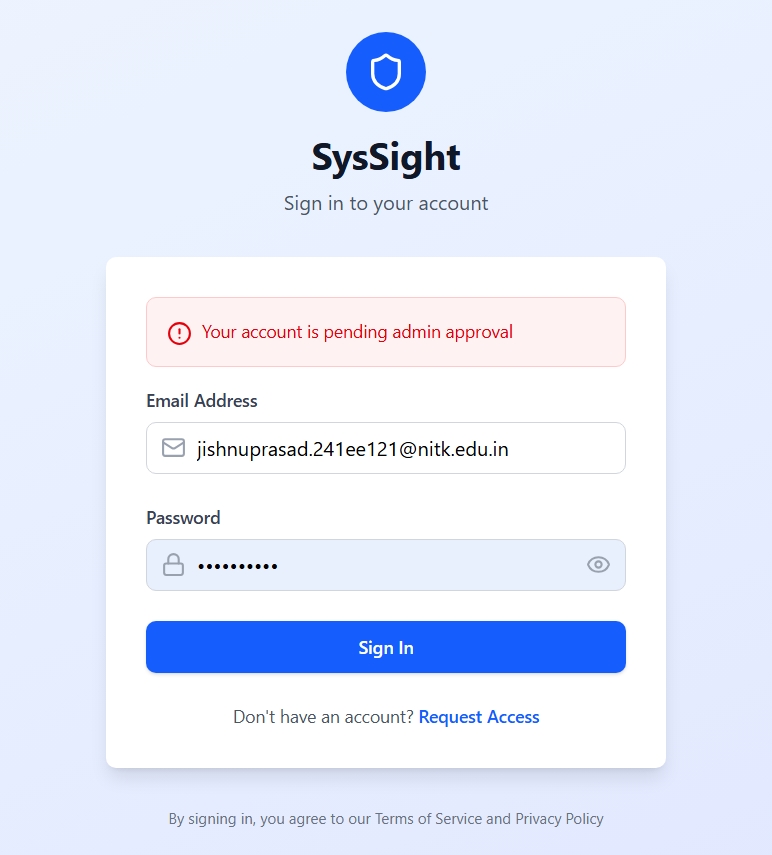 SysSight
Sign in to your account
Your account is pending admin approval
Email Address
jishnuprasad.241ee121@nitk.edu.in
Password
••••••••••
Sign In
Don't have an account? Request Access
By signing in, you agree to our Terms of Service and Privacy Policy